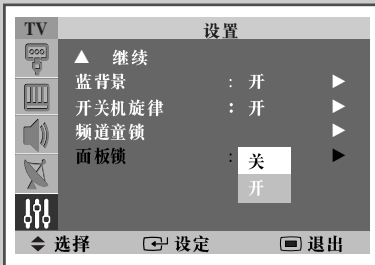 TV 设置
▲ 继续
蓝背景 : 开 ▶
开关机旋律 : 开 ▶
频道童锁 ▶
面板锁 : 关 ▶
开
选择 设定 退出